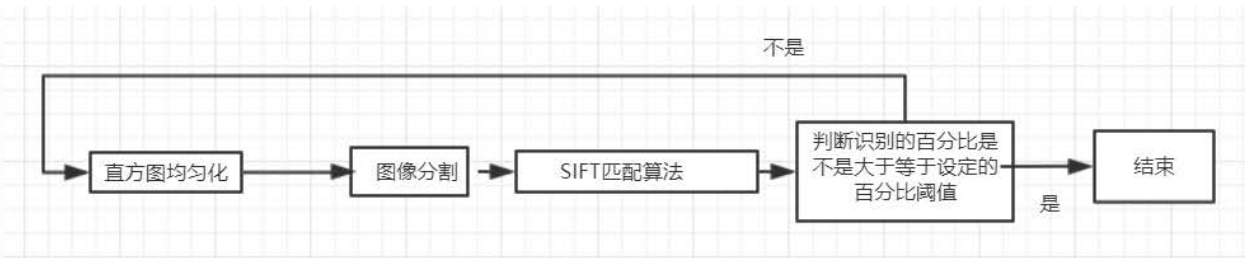 不是
直方图均匀化
图像分割
SIFT匹配算法
判断识别的百分比是
不是大于等于设定的
百分比阈值
是
结束